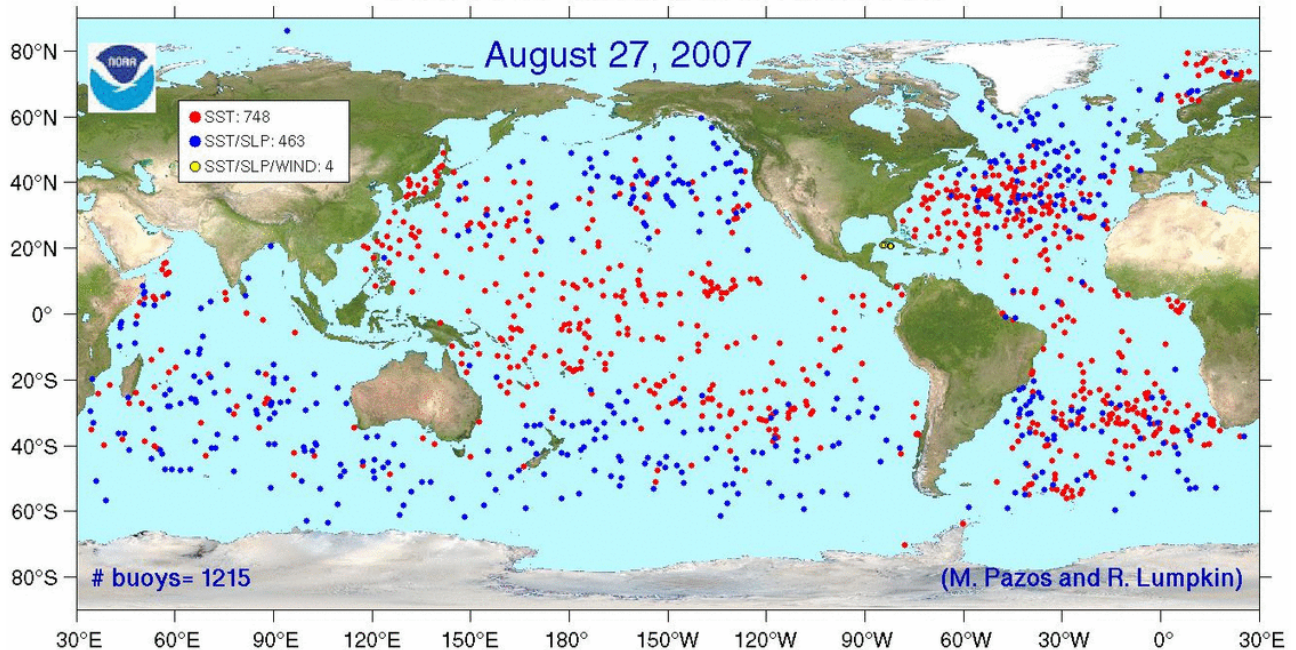 August 27, 2007
NOAA
SST: 748
SST/SLP: 463
SST/SLP/WIND: 4
80°N
60°N
40°N
20°N
0°
20°S
40°S
60°S
80°S
# buoys= 1215
(M. Pazos and R. Lumpkin)
30°E 60°E 90°E 120°E 150°E 180° 150°W 120°W 90°W 60°W 30°W 0° 30°E